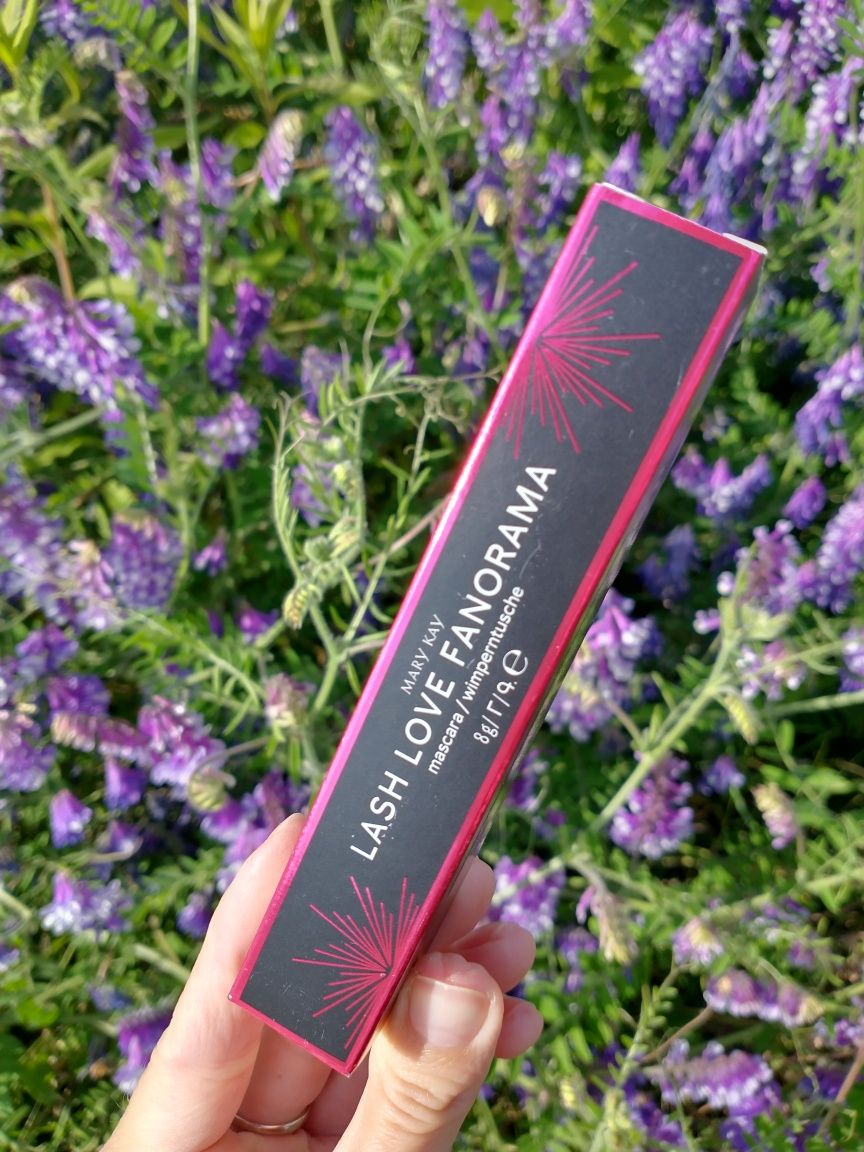 MARY KAY
LASH LOVE FANORAMA
mascara / wimperntusche
8g/Г/գ. ℮